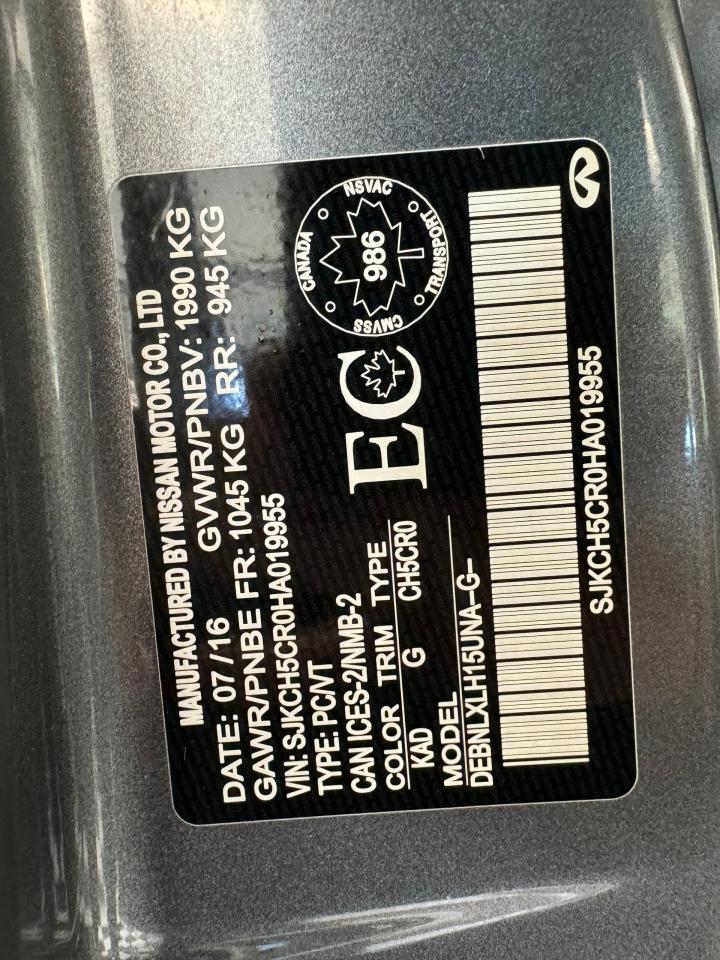 MANUFACTURED BY NISSAN MOTOR CO., LTD
DATE: 07/16 GVWR/PNBV: 1990 KG
GAWR/PNBE FR: 1045 KG RR: 945 KG
VIN: SJKCH5CR0HA019955
TYPE: PC/VT
CAN ICES-2/NMB-2
COLOR TRIM TYPE
KAD G CH5CR0
MODEL
DEBNLXLH15UNA-G-
EC
CANADA
NSVAC
TRANSPORT
CMVSS
986
SJKCH5CR0HA019955